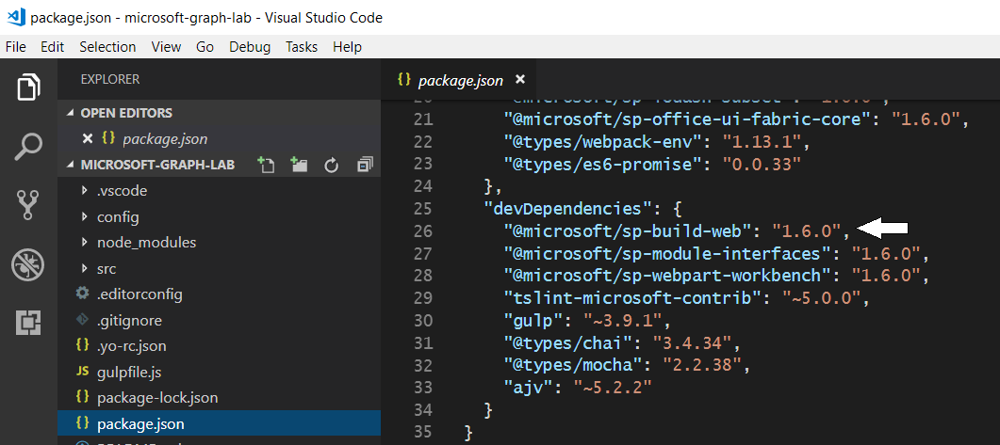 package.json - microsoft-graph-lab - Visual Studio Code
File Edit Selection View Go Debug Tasks Help
EXPLORER
OPEN EDITORS
{} package.json
MICROSOFT-GRAPH-LAB
.vscode
config
node_modules
src
.editorconfig
.gitignore
{} .yo-rc.json
JS gulpfile.js
{} package-lock.json
{} package.json
{} package.json
21 "@microsoft/sp-office-ui-fabric-core": "1.6.0",
22 "@types/webpack-env": "1.13.1",
23 "@types/es6-promise": "0.0.33"
24 },
25 "devDependencies": {
26 "@microsoft/sp-build-web": "1.6.0",
27 "@microsoft/sp-module-interfaces": "1.6.0",
28 "@microsoft/sp-webpart-workbench": "1.6.0",
29 "tslint-microsoft-contrib": "~5.0.0",
30 "gulp": "~3.9.1",
31 "@types/chai": "3.4.34",
32 "@types/mocha": "2.2.38",
33 "ajv": "~5.2.2"
34 }
35 }